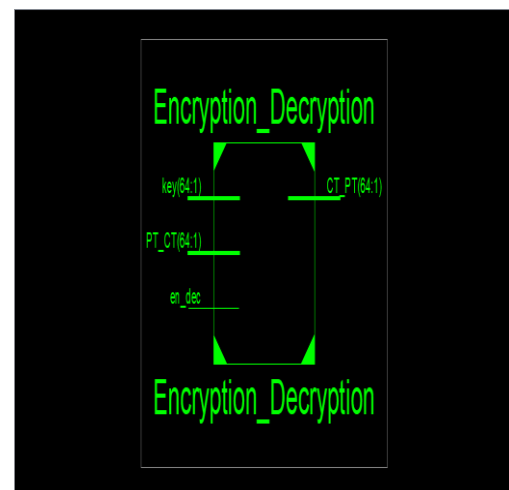 Encryption_Decryption
key(64:1)
CT_PT(64:1)
PT_CT(64:1)
en_dec
Encryption_Decryption